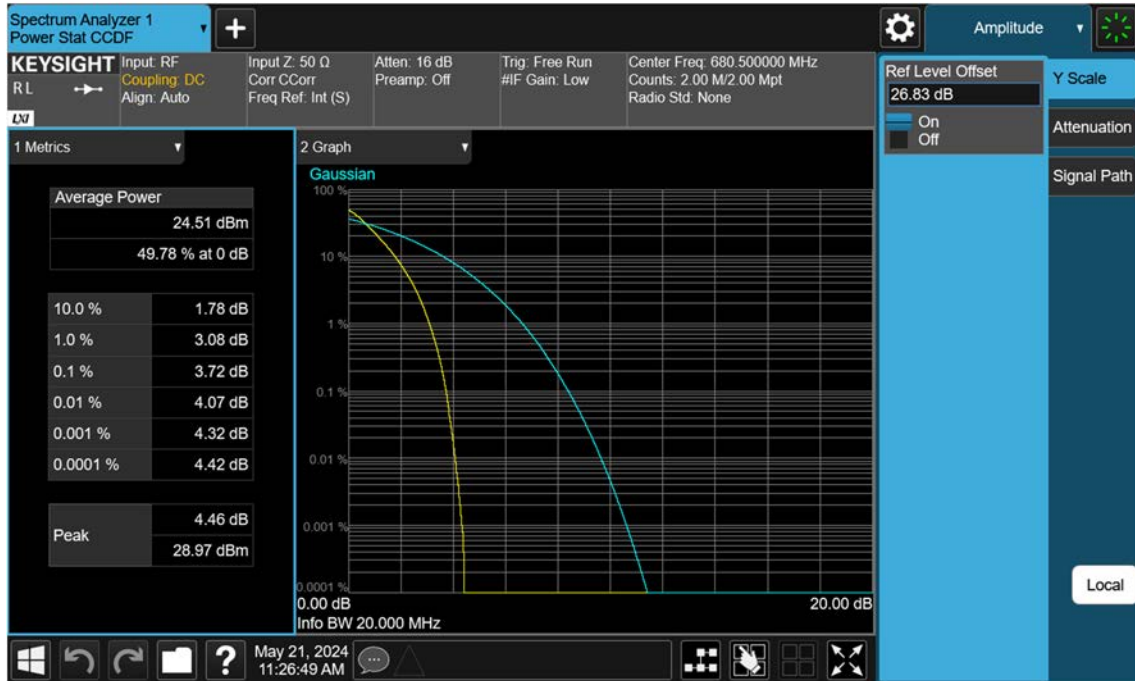 Spectrum Analyzer 1
Power Stat CCDF
+
Amplitude
KEYSIGHT
RL
LXI
Input: RF
Coupling: DC
Align: Auto
Input Z: 50 Ω
Corr CCorr
Freq Ref: Int (S)
Atten: 16 dB
Preamp: Off
Trig: Free Run
#IF Gain: Low
Center Freq: 680.500000 MHz
Counts: 2.00 M/2.00 Mpt
Radio Std: None
Ref Level Offset
26.83 dB
On
Off
Y Scale
Attenuation
Signal Path
1 Metrics
Average Power
24.51 dBm
49.78 % at 0 dB
10.0 % 1.78 dB
1.0 % 3.08 dB
0.1 % 3.72 dB
0.01 % 4.07 dB
0.001 % 4.32 dB
0.0001 % 4.42 dB
Peak
4.46 dB
28.97 dBm
2 Graph
Gaussian
100 %
10 %
1 %
0.1 %
0.01 %
0.001 %
0.0001 %
0.00 dB 20.00 dB
Info BW 20.000 MHz
Local
?
May 21, 2024
11:26:49 AM